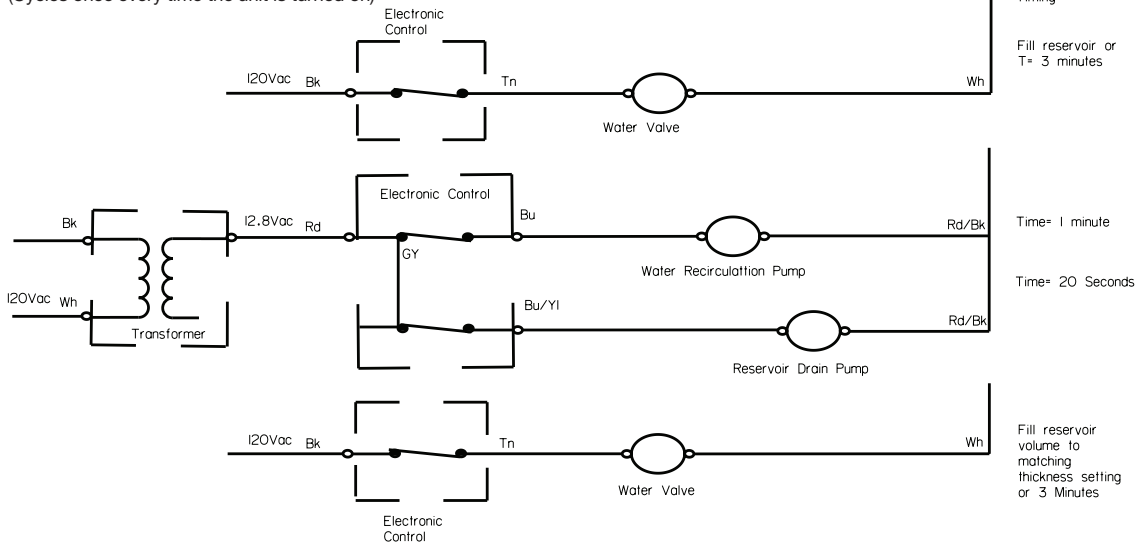 (Cycles once every time the unit is turned on)
Timing
Electronic
Control
Fill reservoir or
T= 3 minutes
120Vac Bk
Tn
Wh
Water Valve
Electronic Control
Bk
12.8Vac Rd
Bu
Rd/Bk
Time= 1 minute
GY
Water Recirculattion Pump
Time= 20 Seconds
120Vac Wh
Bu/Yl
Rd/Bk
Transformer
Reservoir Drain Pump
120Vac Bk
Tn
Wh
Fill reservoir
volume to
matching
thickness setting
or 3 Minutes
Water Valve
Electronic
Control